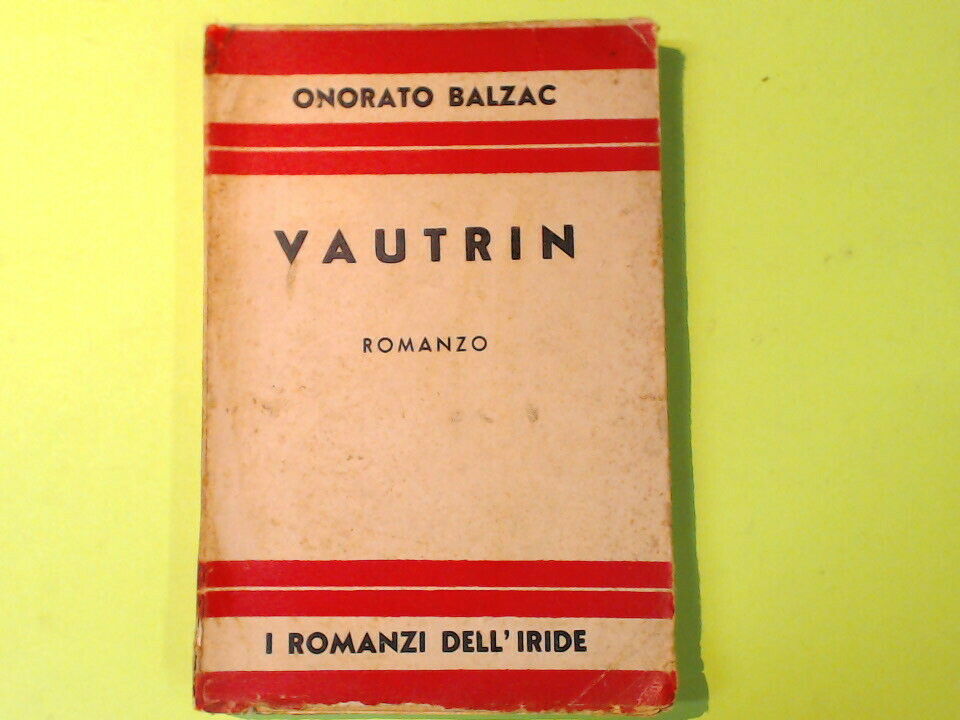 ONORATO BALZAC
VAUTRIN
ROMANZO
I ROMANZI DELL' IRIDE